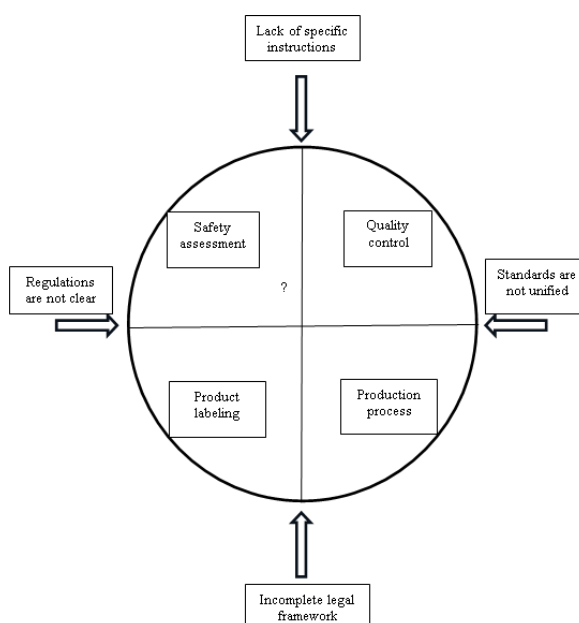 Lack of specific
instructions
Safety
assessment
Quality
control
Regulations
are not clear
?
Standards are
not unified
Product
labeling
Production
process
Incomplete legal
framework